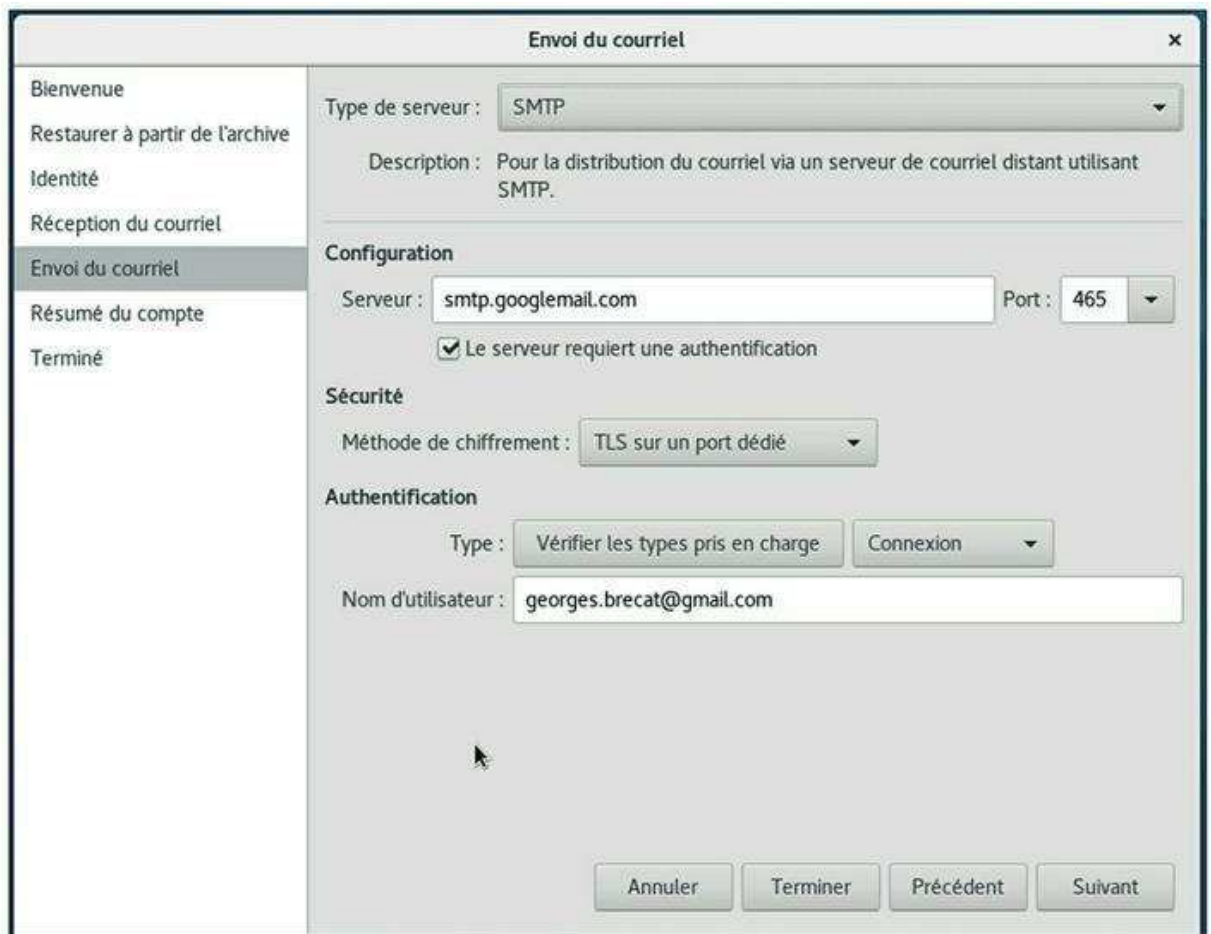 Envoi du courriel
Bienvenue
Restaurer à partir de l'archive
Identité
Réception du courriel
Envoi du courriel
Résumé du compte
Terminé
Type de serveur : SMTP
Description : Pour la distribution du courriel via un serveur de courriel distant utilisant
SMTP.
Configuration
Serveur : smtp.googlemail.com Port : 465
Le serveur requiert une authentification
Sécurité
Méthode de chiffrement : TLS sur un port dédié
Authentification
Type : Vérifier les types pris en charge Connexion
Nom d'utilisateur : georges.brecat@gmail.com
Annuler Terminer Précédent Suivant